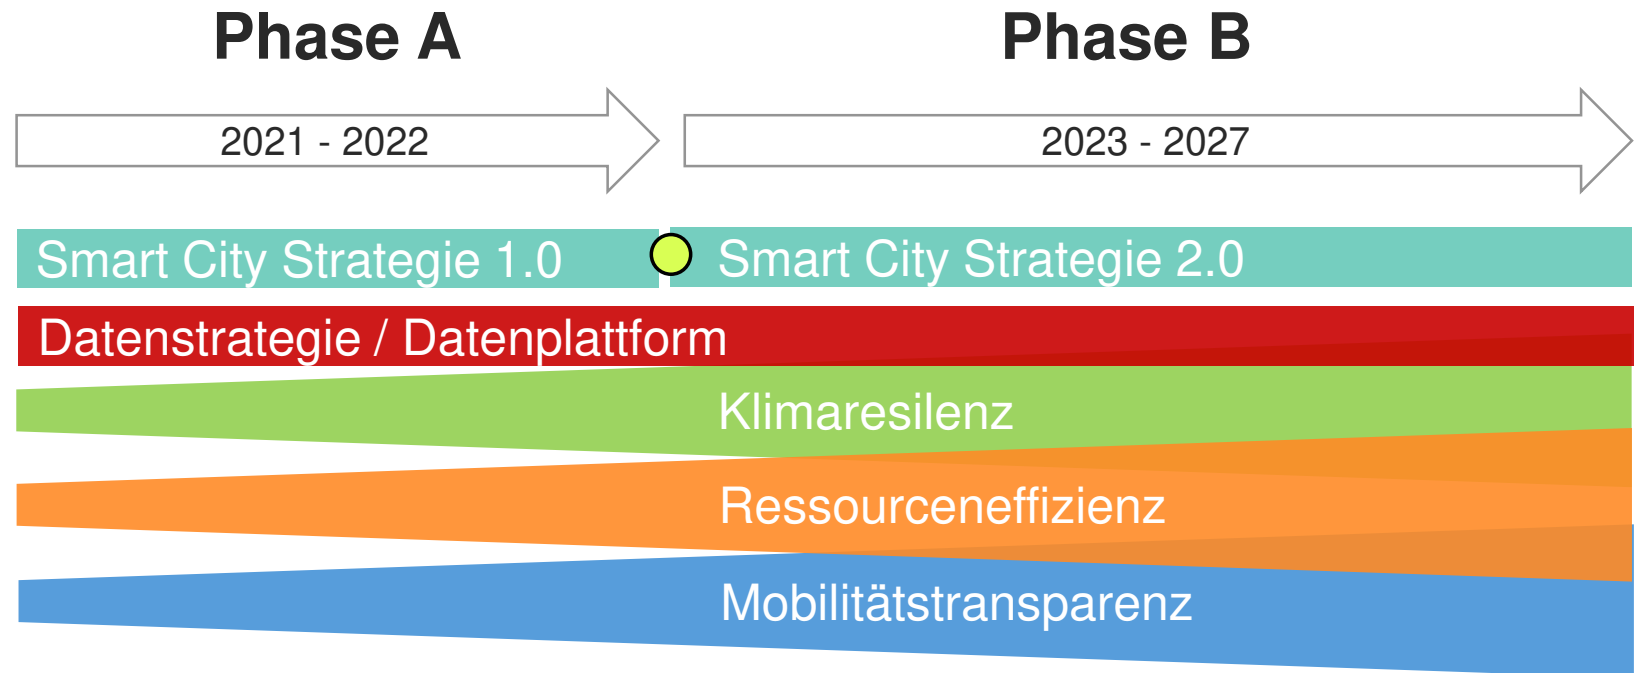 Phase A
Phase B
2021 - 2022
2023 - 2027
Smart City Strategie 1.0
Smart City Strategie 2.0
Datenstrategie / Datenplattform
Klimaresilenz
Ressourceneffizienz
Mobilitätstransparenz